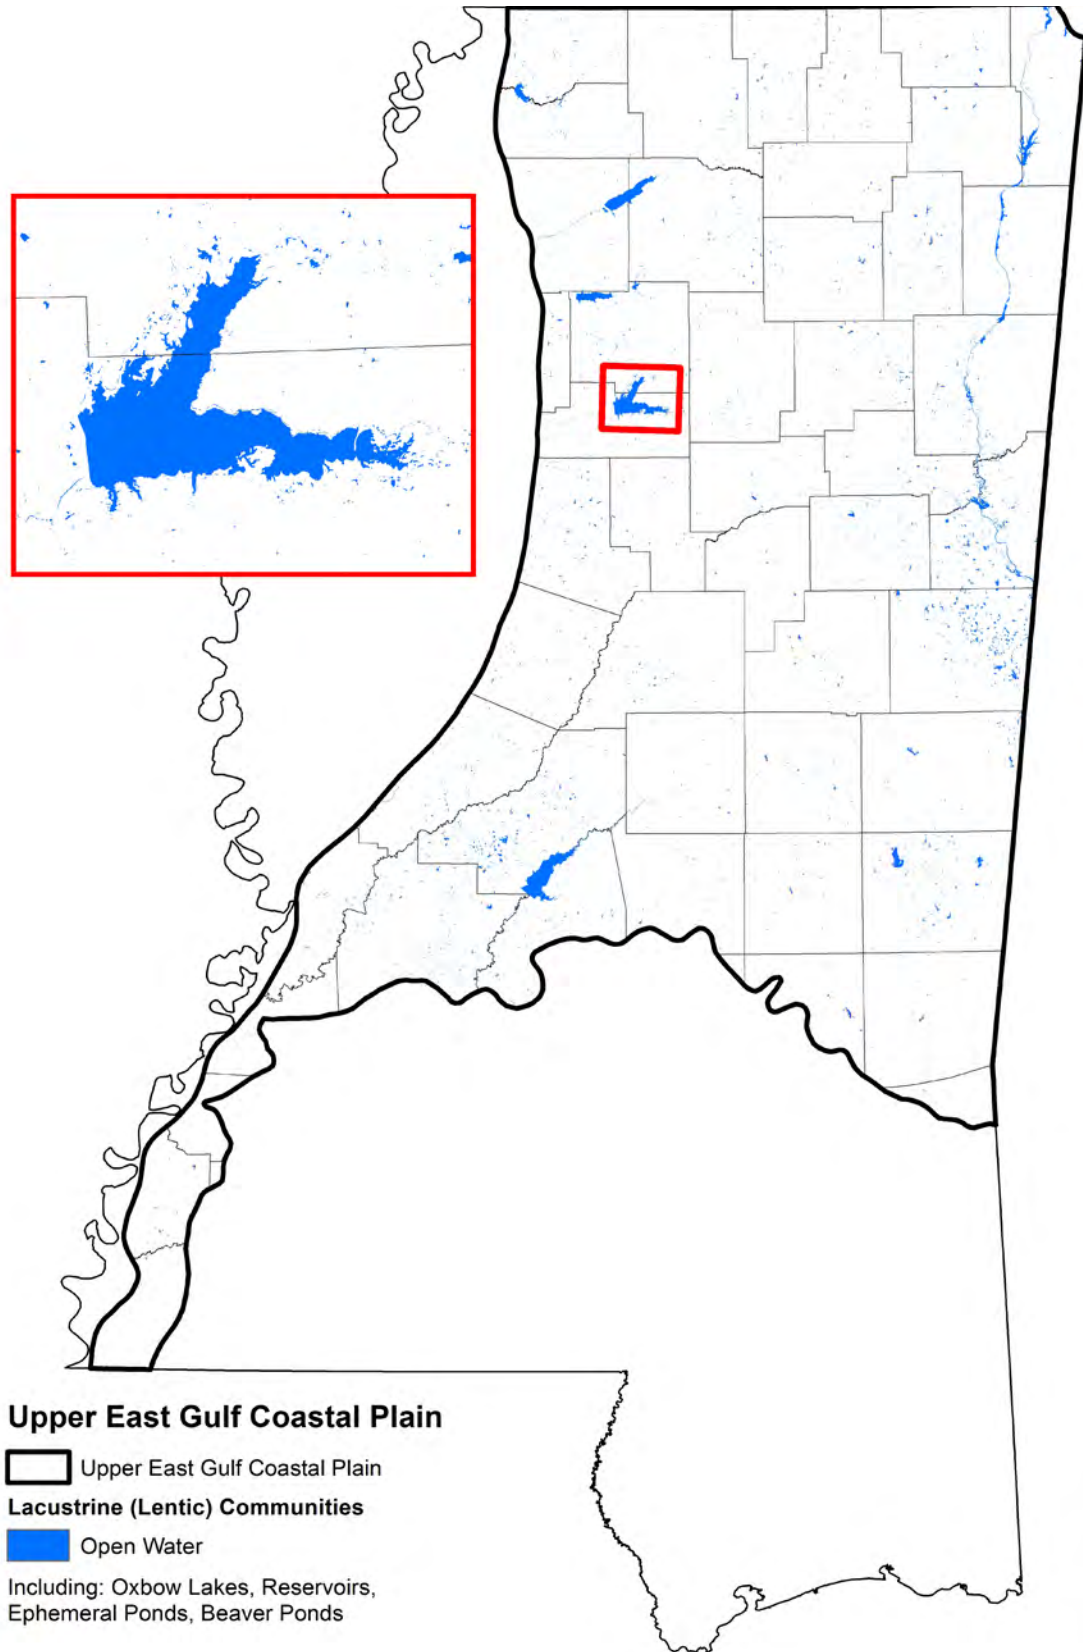 Upper East Gulf Coastal Plain
Upper East Gulf Coastal Plain
Lacustrine (Lentic) Communities
Open Water
Including: Oxbow Lakes, Reservoirs,
Ephemeral Ponds, Beaver Ponds